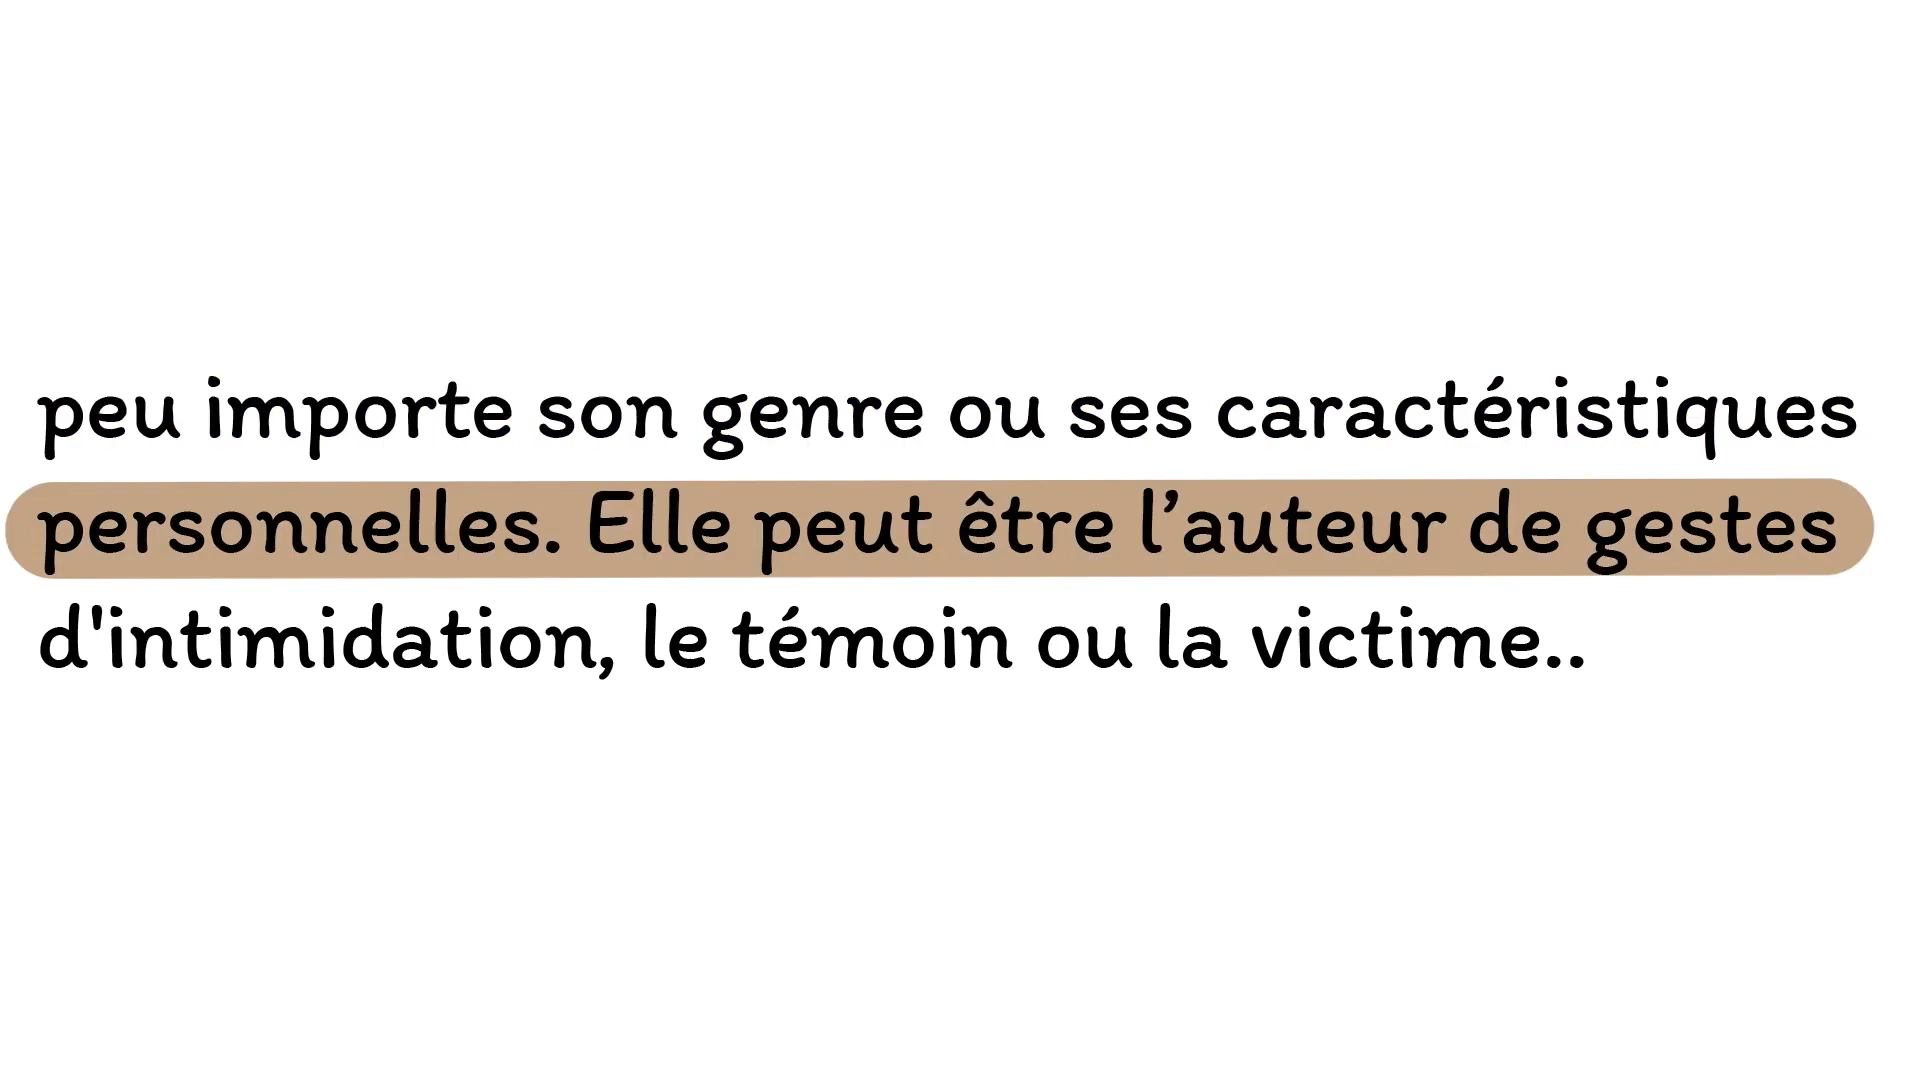 peu importe son genre ou ses caractéristiques
personnelles. Elle peut être l’auteur de gestes
d'intimidation, le témoin ou la victime..